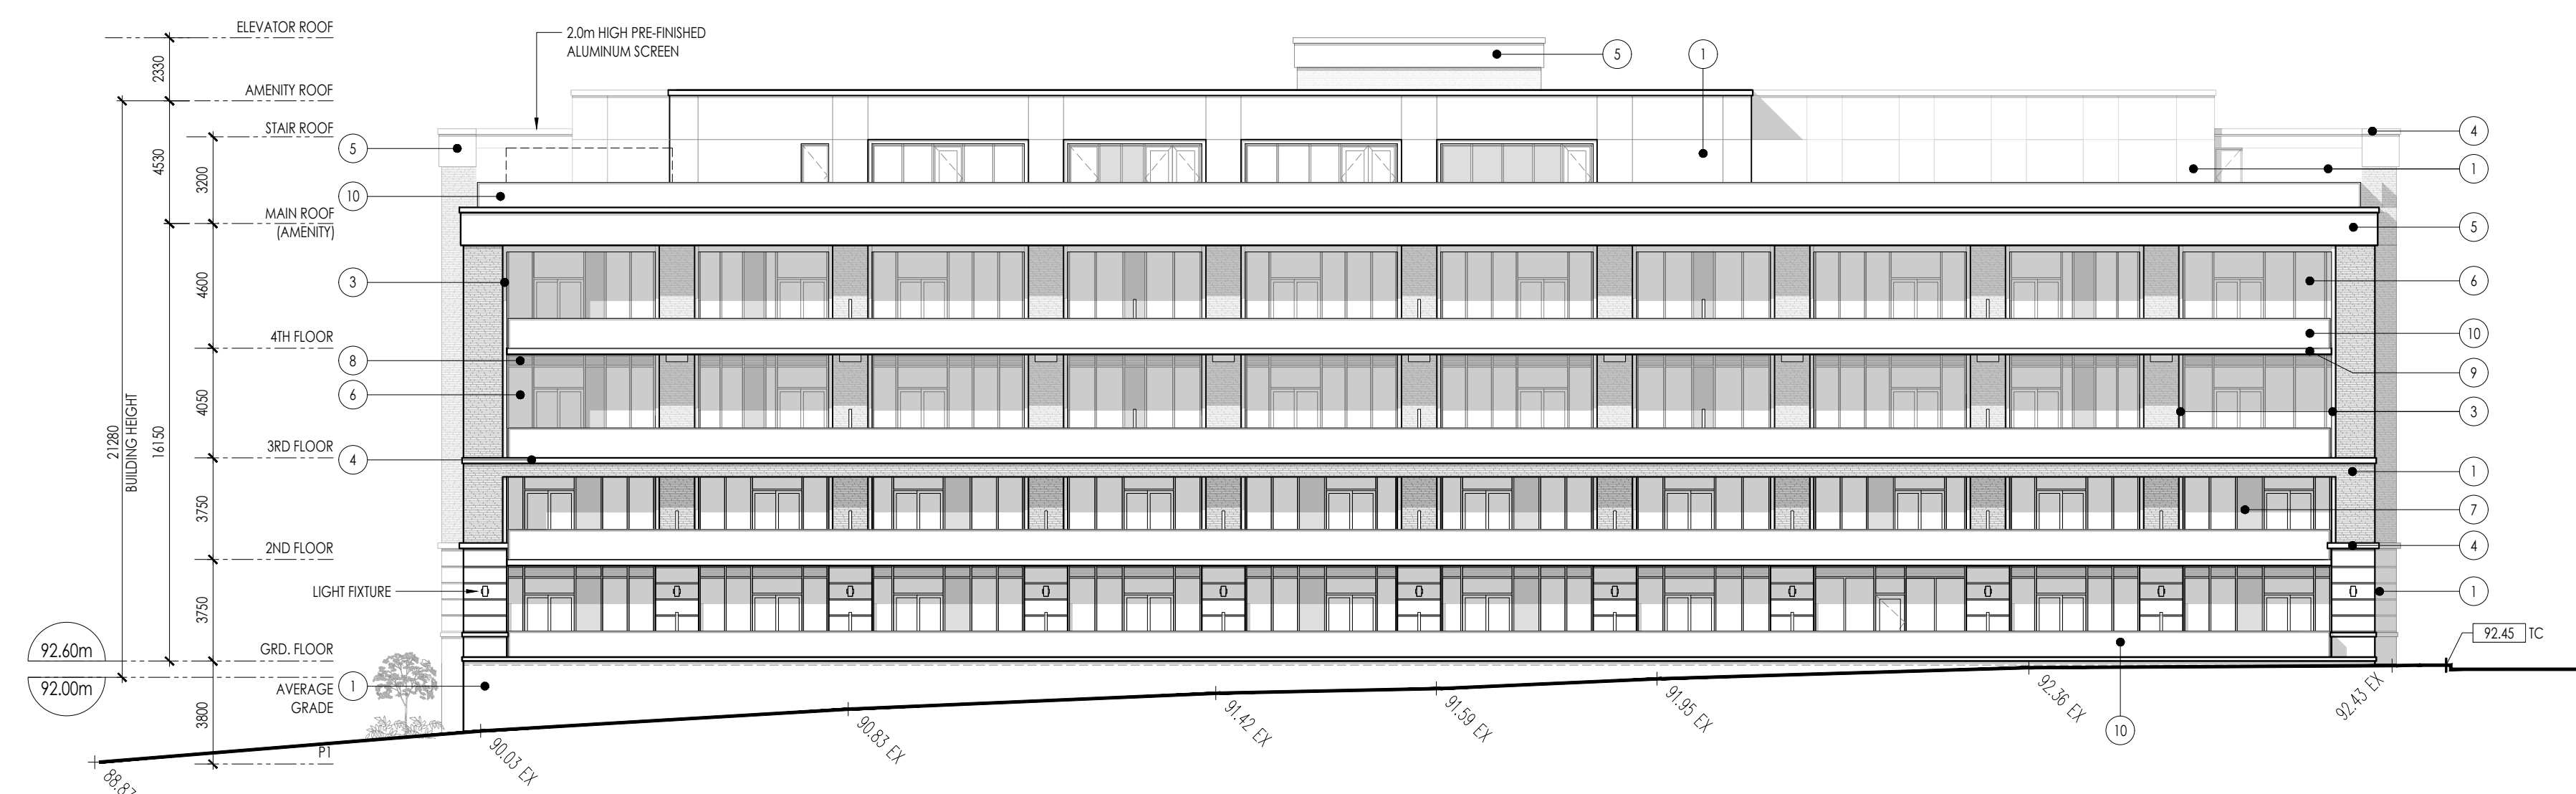 ELEVATOR ROOF
2.0m HIGH PRE-FINISHED
ALUMINUM SCREEN
5
1
2330
AMENITY ROOF
STAIR ROOF
5
4
4530
3200
1
10
MAIN ROOF
(AMENITY)
5
4600
3
6
4TH FLOOR
10
8
9
6
4050
3
21280
BUILDING HEIGHT
16150
3RD FLOOR
4
1
3750
7
2ND FLOOR
4
LIGHT FIXTURE
1
3750
92.60m
GRD. FLOOR
92.45 TC
92.00m
AVERAGE
GRADE
1
3800
P1
10
90.03 EX
90.83 EX
91.42 EX
91.59 EX
91.95 EX
92.36 EX
92.43 EX